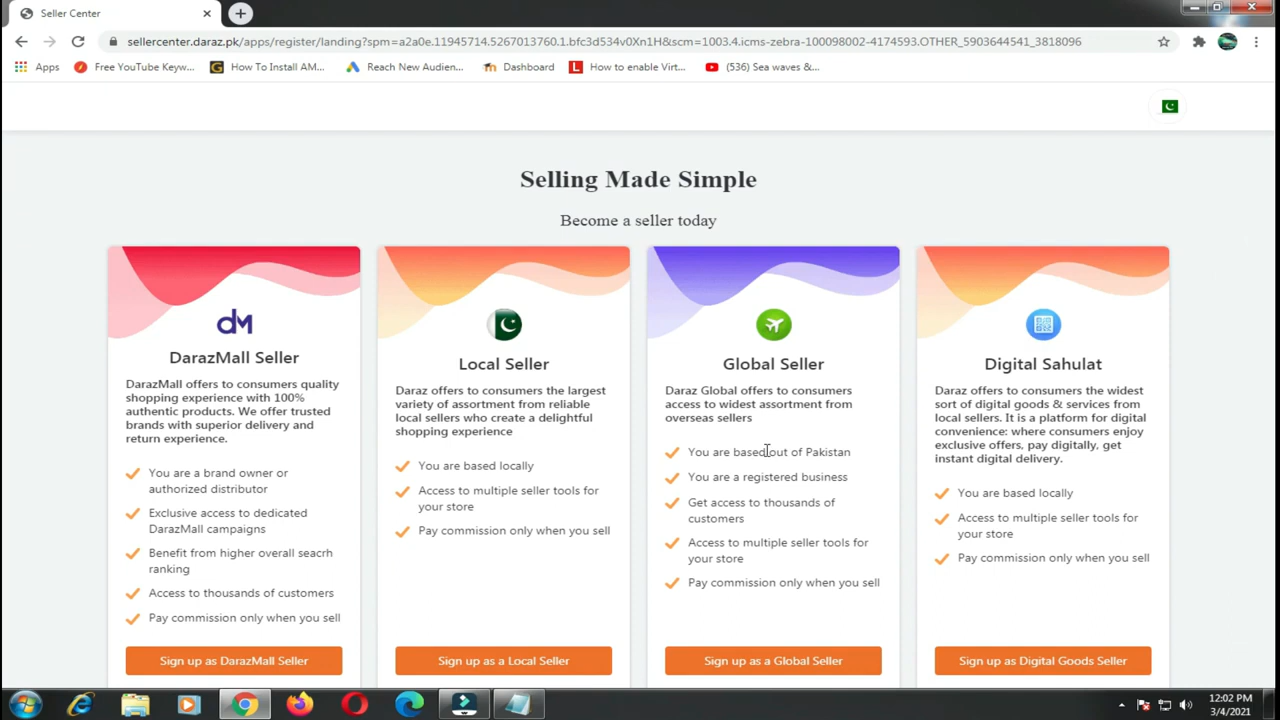 Seller Center
sellercenter.daraz.pk/apps/register/landing?spm=a2a0e.11945714.5267013760.1.bfc3d534v0Xn1H&scm=1003.4.icms-zebra-100098002-4174593.OTHER_5903644541_3818096
Apps
Free YouTube Keyw...
How To Install AM...
Reach New Audien...
Dashboard
How to enable Virt...
(536) Sea waves &...
Selling Made Simple
Become a seller today
dM
DarazMall Seller
DarazMall offers to consumers quality
shopping experience with 100%
authentic products. We offer trusted
brands with superior delivery and
return experience.
You are a brand owner or
authorized distributor
Exclusive access to dedicated
DarazMall campaigns
Benefit from higher overall seacrh
ranking
Access to thousands of customers
Pay commission only when you sell
Sign up as DarazMall Seller
Local Seller
Daraz offers to consumers the largest
variety of assortment from reliable
local sellers who create a delightful
shopping experience
You are based locally
Access to multiple seller tools for
your store
Pay commission only when you sell
Sign up as a Local Seller
Global Seller
Daraz Global offers to consumers
access to widest assortment from
overseas sellers
You are based out of Pakistan
You are a registered business
Get access to thousands of
customers
Access to multiple seller tools for
your store
Pay commission only when you sell
Sign up as a Global Seller
Digital Sahulat
Daraz offers to consumers the widest
sort of digital goods & services from
local sellers. It is a platform for digital
convenience: where consumers enjoy
exclusive offers, pay digitally, get
instant digital delivery.
You are based locally
Access to multiple seller tools for
your store
Pay commission only when you sell
Sign up as Digital Goods Seller
12:02 PM
3/4/2021